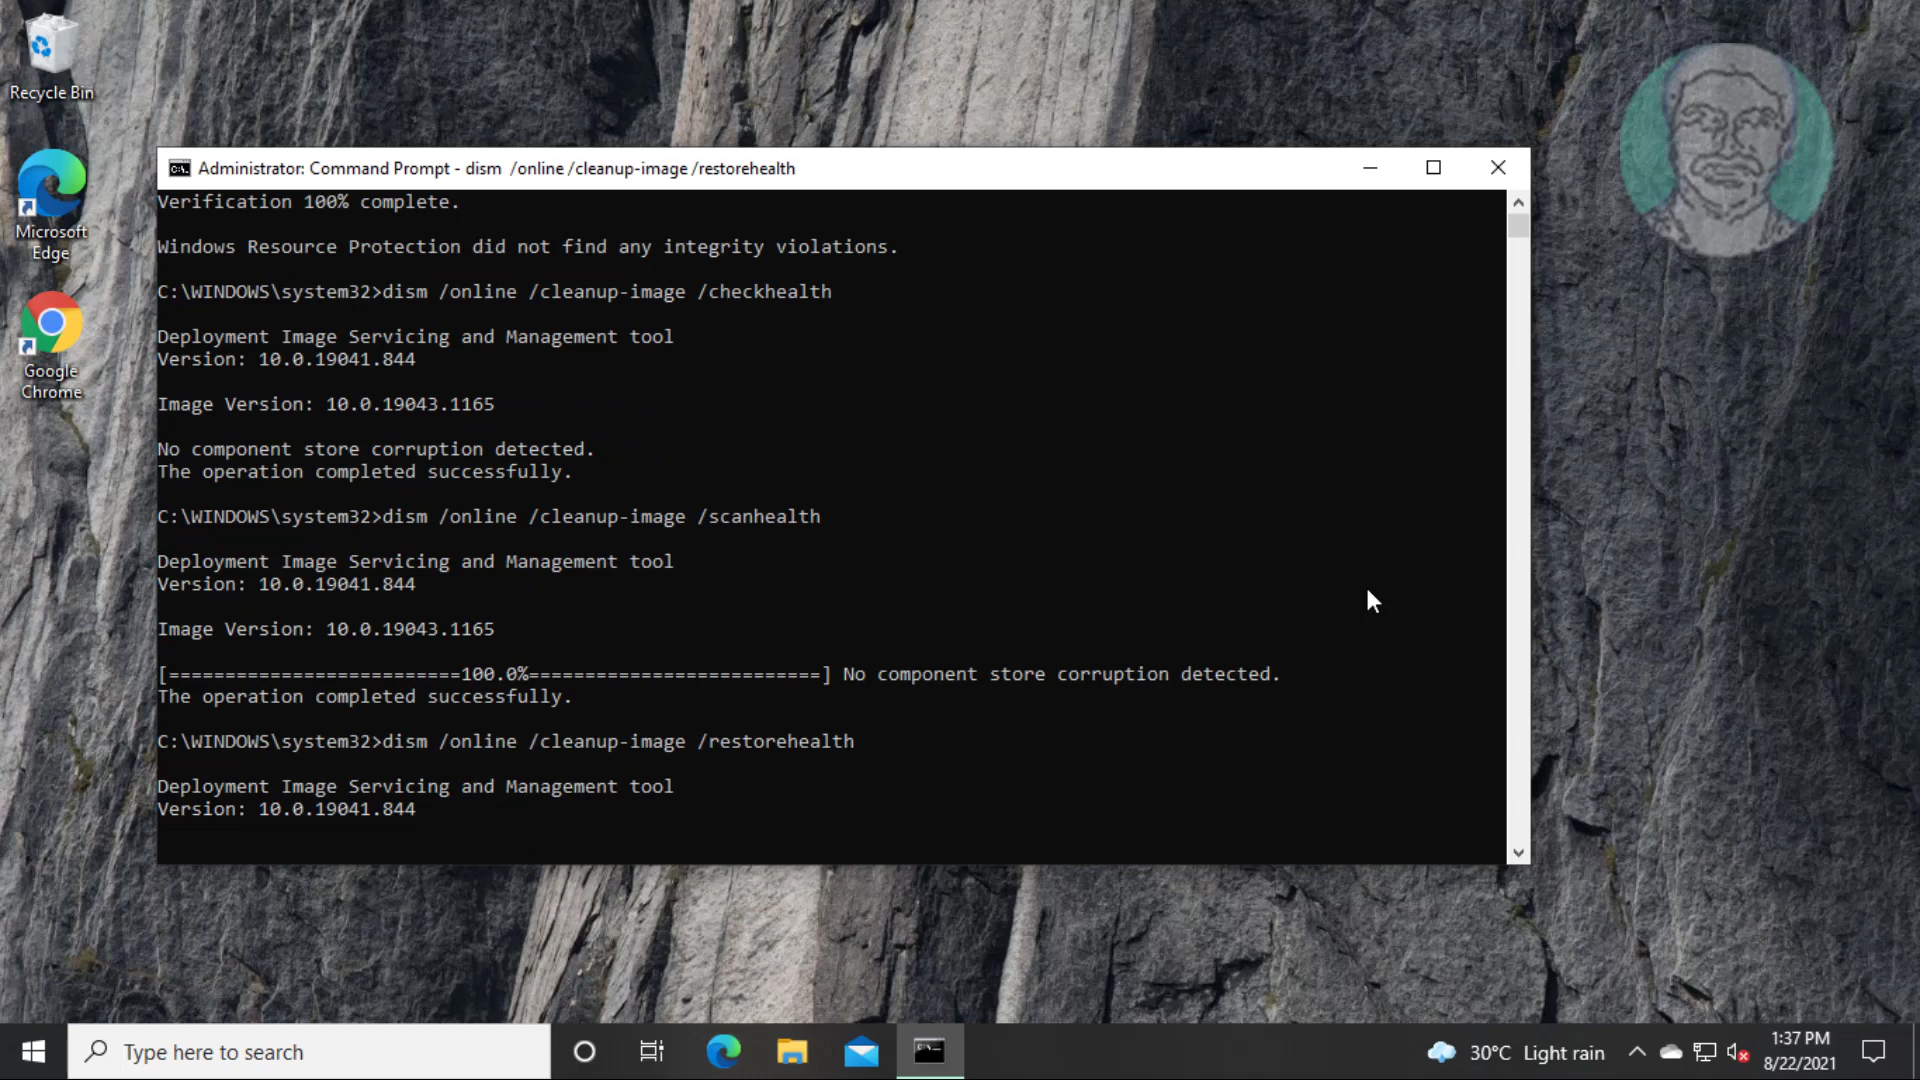 Recycle Bin
Microsoft
Edge
Google
Chrome
Administrator: Command Prompt - dism  /online /cleanup-image /restorehealth
Verification 100% complete.
Windows Resource Protection did not find any integrity violations.
C:\WINDOWS\system32>dism /online /cleanup-image /checkhealth
Deployment Image Servicing and Management tool
Version: 10.0.19041.844
Image Version: 10.0.19043.1165
No component store corruption detected.
The operation completed successfully.
C:\WINDOWS\system32>dism /online /cleanup-image /scanhealth
Deployment Image Servicing and Management tool
Version: 10.0.19041.844
Image Version: 10.0.19043.1165
[==========================100.0%==========================] No component store corruption detected.
The operation completed successfully.
C:\WINDOWS\system32>dism /online /cleanup-image /restorehealth
Deployment Image Servicing and Management tool
Version: 10.0.19041.844
Type here to search
30°C Light rain
1:37 PM
8/22/2021